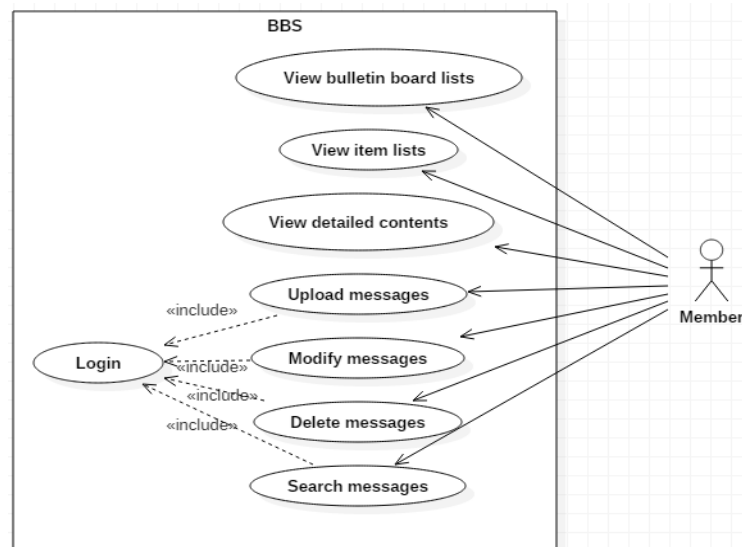 BBS
View bulletin board lists
View item lists
View detailed contents
Upload messages
«include»
Member
Login
Modify messages
«include»
«include»
Delete messages
«include»
Search messages